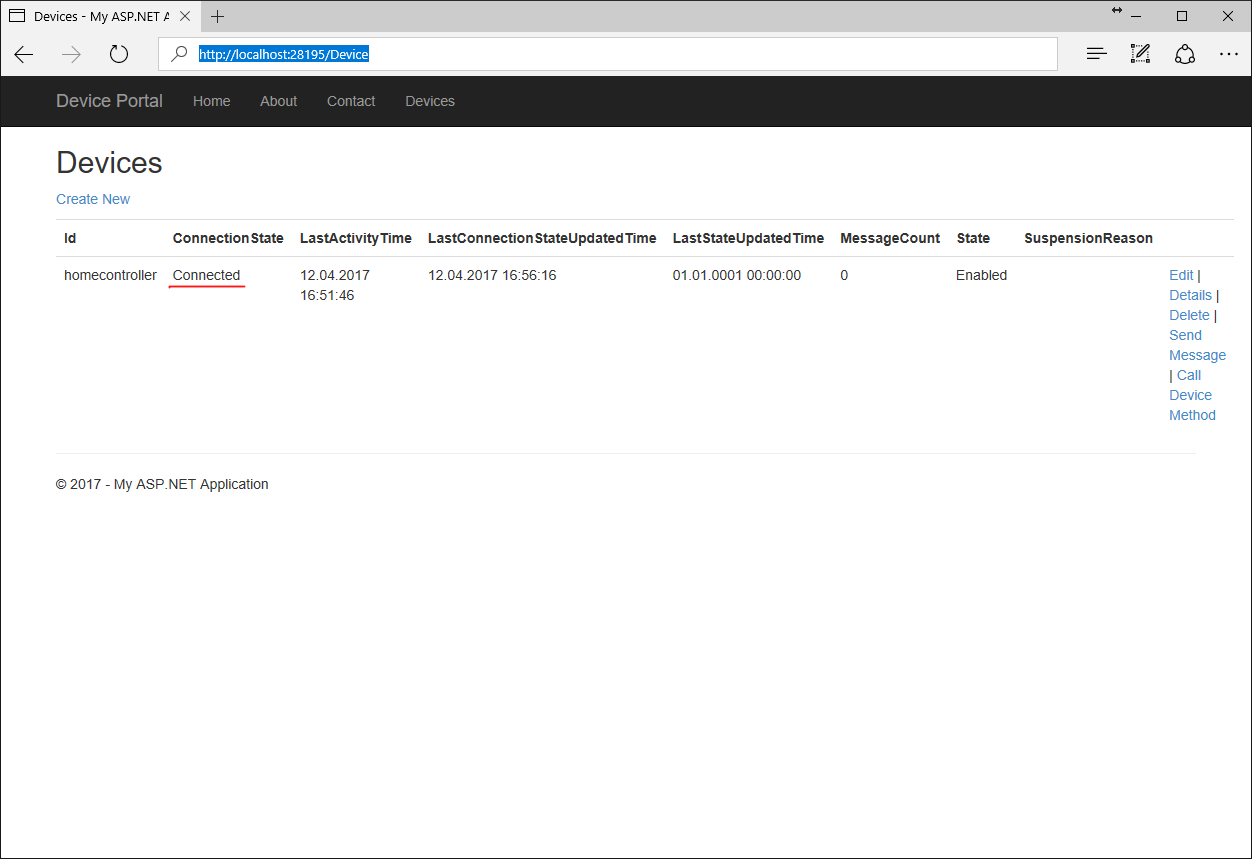 Devices - My ASP.NET A
http://localhost:28195/Device
Device Portal Home About Contact Devices
Devices
Create New
Id ConnectionState LastActivityTime LastConnectionStateUpdatedTime LastStateUpdatedTime MessageCount State SuspensionReason
homecontroller Connected 12.04.2017 12.04.2017 16:56:16 01.01.0001 00:00:00 0 Enabled Edit |
16:51:46 Details |
Delete |
Send
Message
| Call
Device
Method
© 2017 - My ASP.NET Application